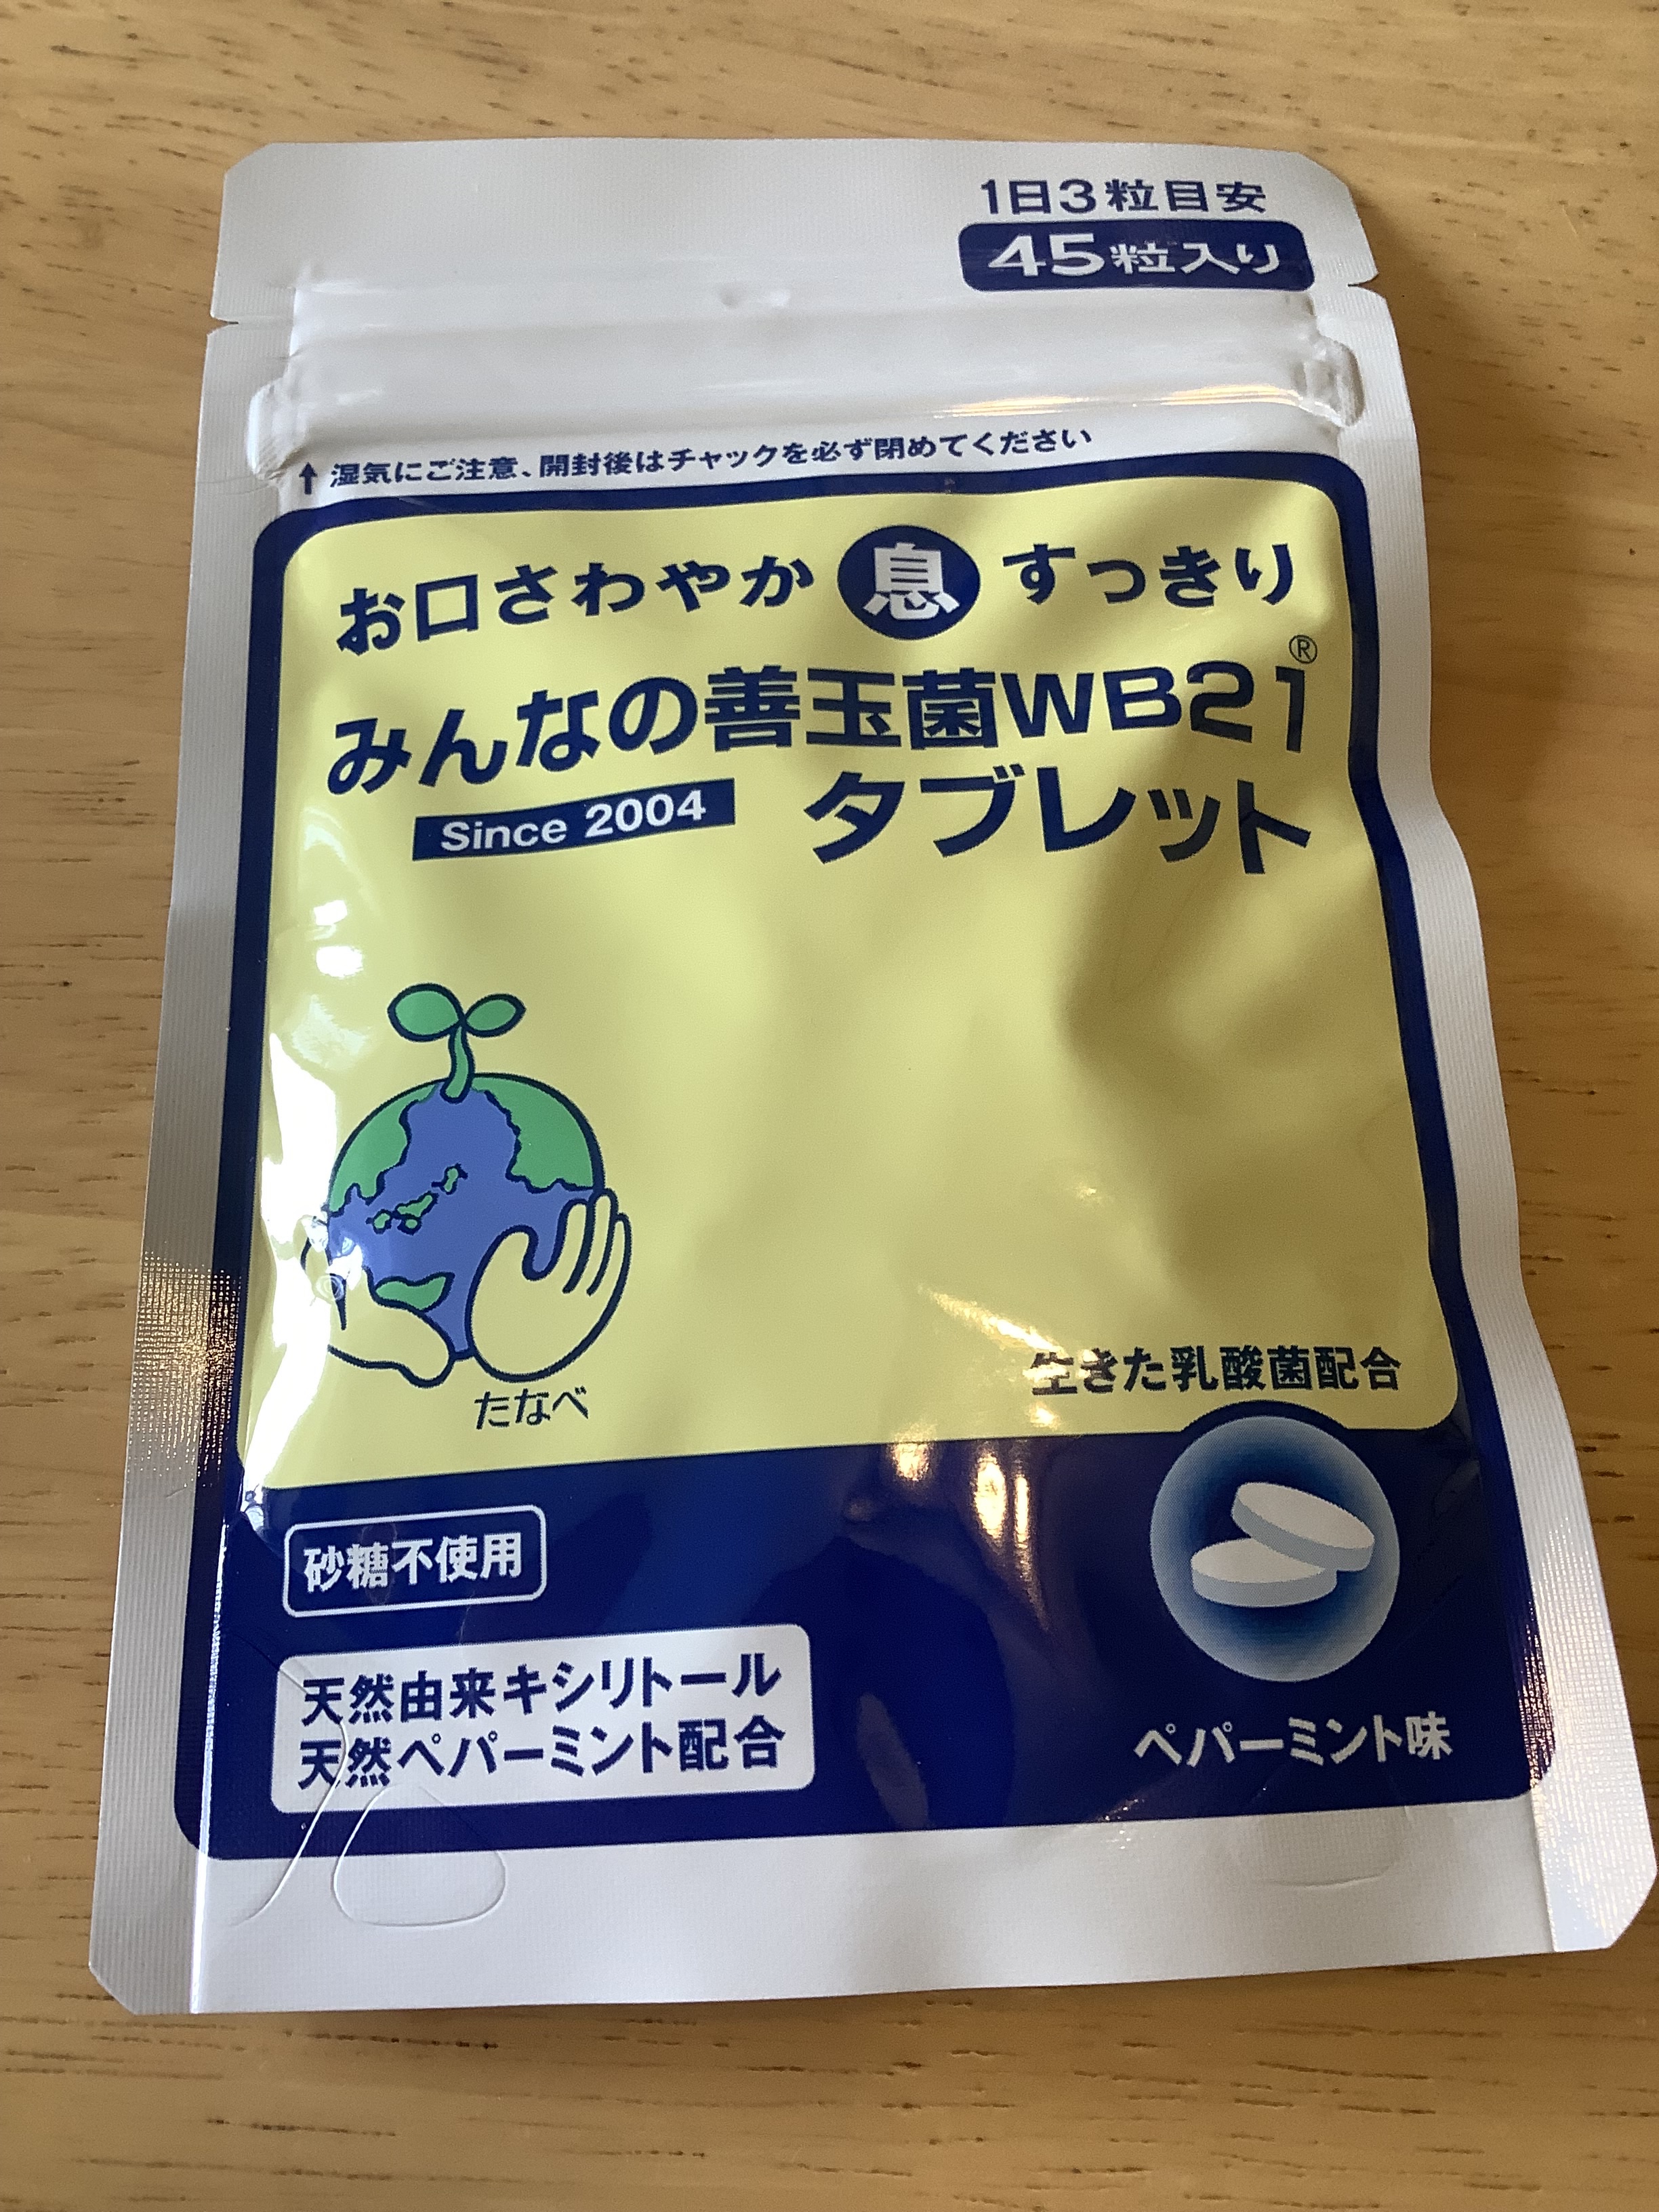 1日3粒目安
45粒入り
↑湿気にご注意、開封後はチャックを必ず閉めてください
お口さわやか息すっきり
みんなの善玉菌WB21®
Since 2004 タブレット
たなべ
生きた乳酸菌配合
砂糖不使用
天然由来キシリトール
天然ペパーミント配合
ペパーミント味